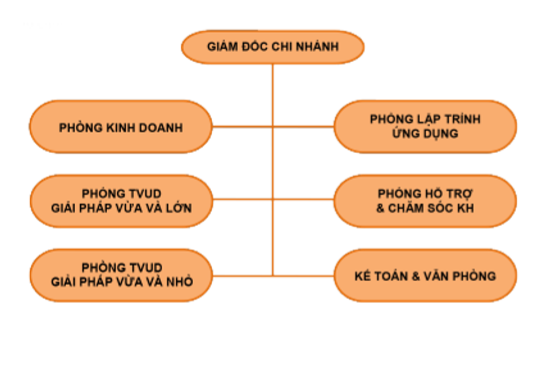 GIÁM ĐỐC CHI NHÁNH
PHÒNG KINH DOANH
PHÒNG LẬP TRÌNH
ỨNG DỤNG
PHÒNG TVUD
GIẢI PHÁP VỪA VÀ LỚN
PHÒNG HỖ TRỢ
& CHĂM SÓC KH
PHÒNG TVUD
GIẢI PHÁP VỪA VÀ NHỎ
KẾ TOÁN & VĂN PHÒNG